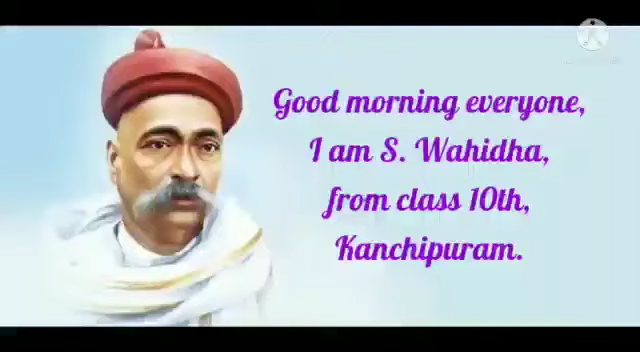 Good morning everyone,
I am S. Wahidha,
from class 10th,
Kanchipuram.